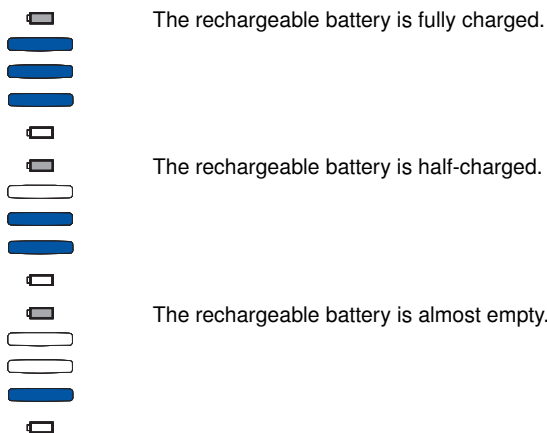 The rechargeable battery is fully charged.
The rechargeable battery is half-charged.
The rechargeable battery is almost empty.